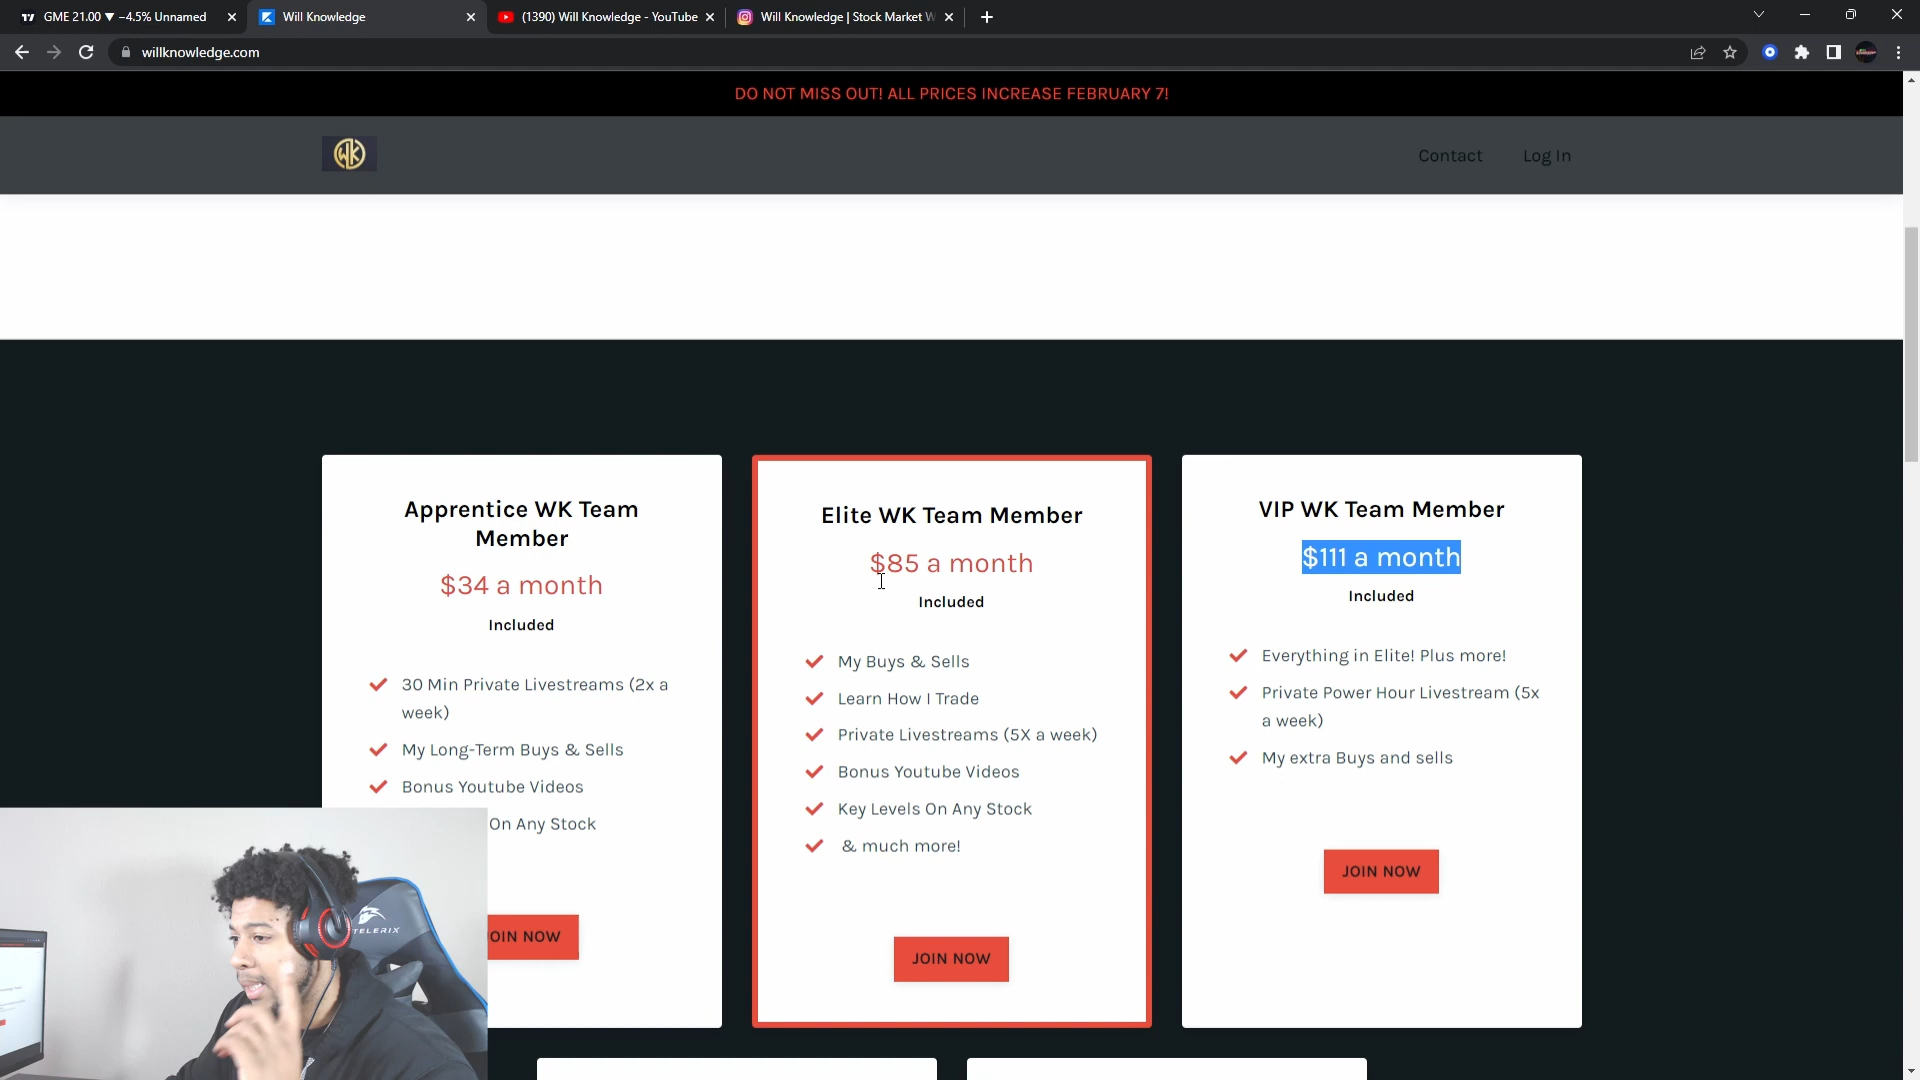 GME 21.00 ▼ −4.5% Unnamed
Will Knowledge
(1390) Will Knowledge - YouTube
Will Knowledge | Stock Market W
willknowledge.com
DO NOT MISS OUT! ALL PRICES INCREASE FEBRUARY 7!
WK
Contact
Log In
Apprentice WK Team
Member
$34 a month
Included
30 Min Private Livestreams (2x a
week)
My Long-Term Buys & Sells
Bonus Youtube Videos
On Any Stock
OIN NOW
Elite WK Team Member
$85 a month
Included
My Buys & Sells
Learn How I Trade
Private Livestreams (5X a week)
Bonus Youtube Videos
Key Levels On Any Stock
& much more!
JOIN NOW
VIP WK Team Member
$111 a month
Included
Everything in Elite! Plus more!
Private Power Hour Livestream (5x
a week)
My extra Buys and sells
JOIN NOW
TELERIX